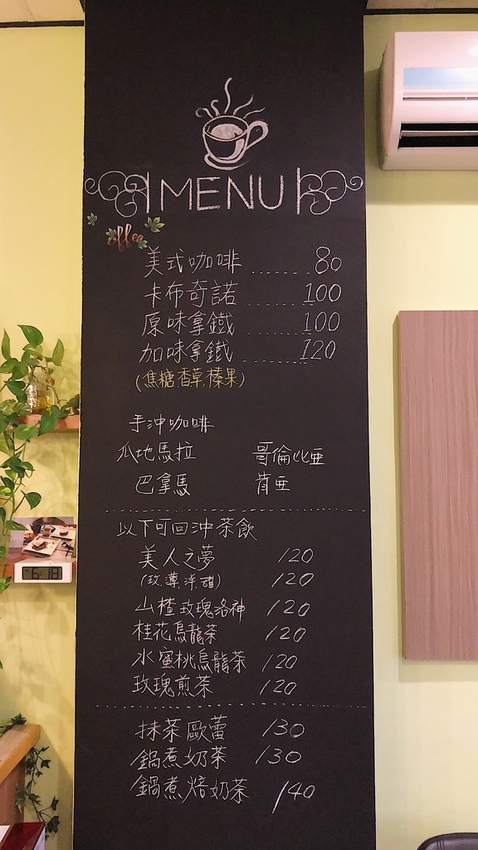 MENU
coffee
美式咖啡 ........ 80
卡布奇諾 ........ 100
原味拿鐵 ........ 100
加味拿鐵 ........ 120
(焦糖.香草.榛果)
手沖咖啡
瓜地馬拉 哥倫比亞
巴拿馬 肯亞
以下可回沖茶飲
美人之夢 120
(玫 薰 洋甘) 120
山楂玫瑰洛神 120
桂花烏龍茶 120
水蜜桃烏龍茶 120
玫瑰煎茶 120
抹茶歐蕾 130
鍋煮奶茶 130
鍋煮焙奶茶 140